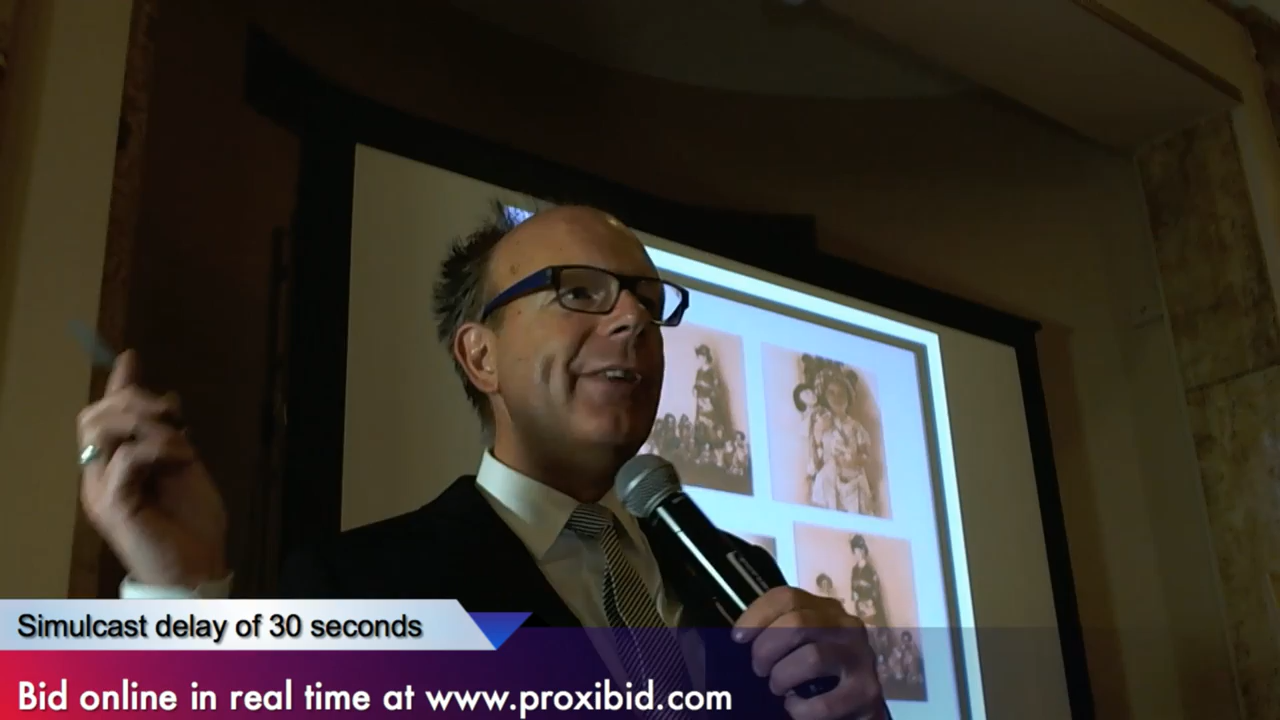 Simulcast delay of 30 seconds
Bid online in real time at www.proxibid.com